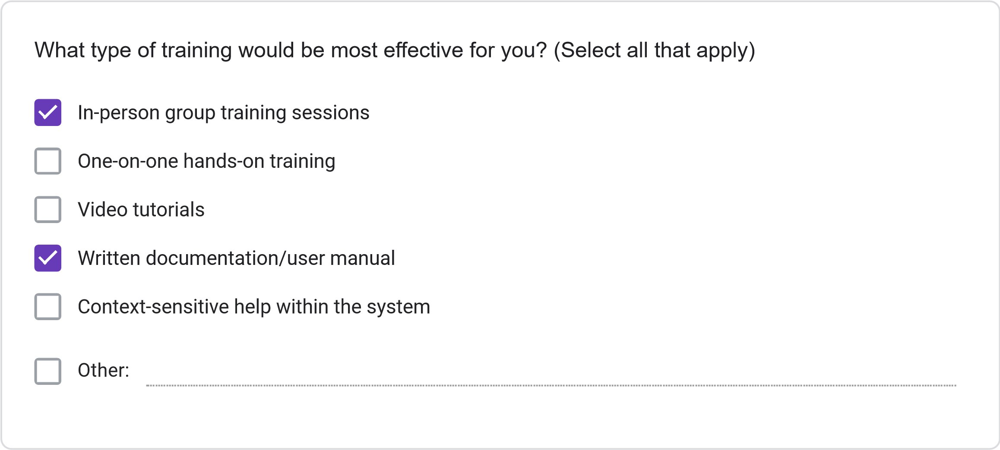 What type of training would be most effective for you? (Select all that apply)
In-person group training sessions
One-on-one hands-on training
Video tutorials
Written documentation/user manual
Context-sensitive help within the system
Other: